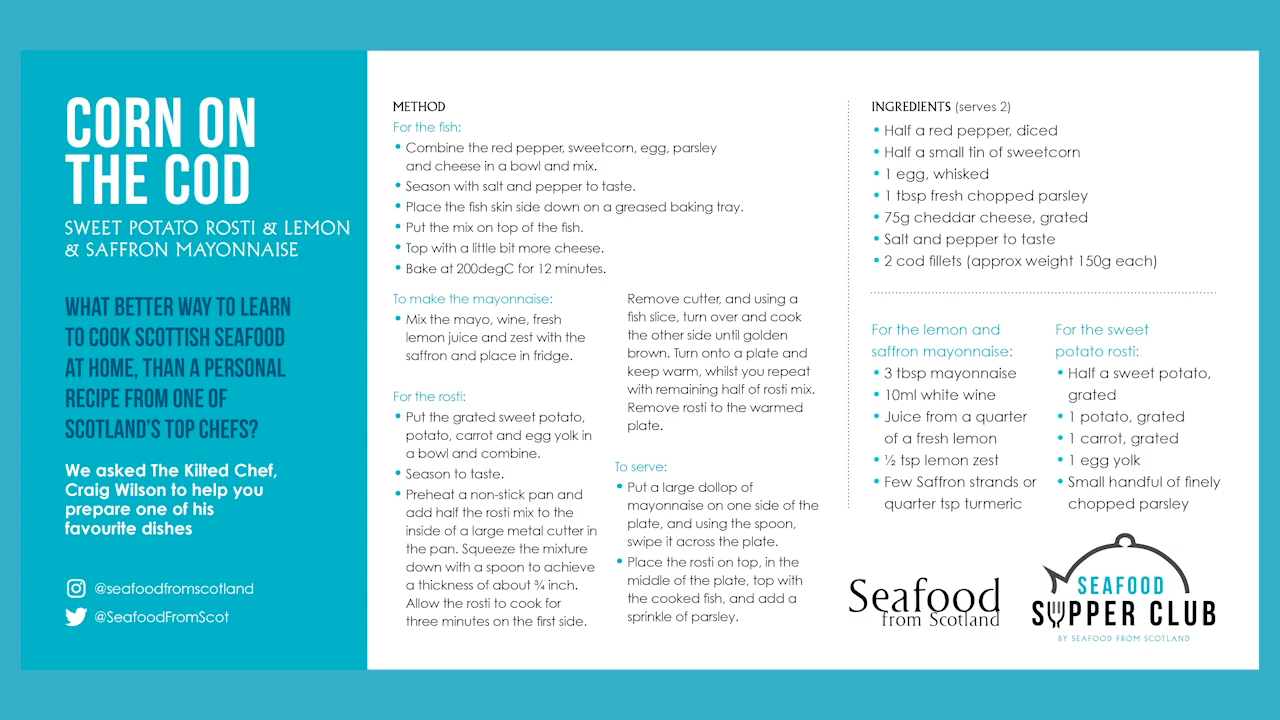 CORN ON
THE COD
SWEET POTATO ROSTI & LEMON
& SAFFRON MAYONNAISE
WHAT BETTER WAY TO LEARN
TO COOK SCOTTISH SEAFOOD
AT HOME, THAN A PERSONAL
RECIPE FROM ONE OF
SCOTLAND'S TOP CHEFS?
We asked The Kilted Chef,
Craig Wilson to help you
prepare one of his
favourite dishes
@seafoodfromscotland
@SeafoodFromScot
METHOD
For the fish:
• Combine the red pepper, sweetcorn, egg, parsley
and cheese in a bowl and mix.
• Season with salt and pepper to taste.
• Place the fish skin side down on a greased baking tray.
• Put the mix on top of the fish.
• Top with a little bit more cheese.
• Bake at 200degC for 12 minutes.
To make the mayonnaise:
• Mix the mayo, wine, fresh
lemon juice and zest with the
saffron and place in fridge.
For the rosti:
• Put the grated sweet potato,
potato, carrot and egg yolk in
a bowl and combine.
• Season to taste.
• Preheat a non-stick pan and
add half the rosti mix to the
inside of a large metal cutter in
the pan. Squeeze the mixture
down with a spoon to achieve
a thickness of about ¾ inch.
Allow the rosti to cook for
three minutes on the first side.
Remove cutter, and using a
fish slice, turn over and cook
the other side until golden
brown. Turn onto a plate and
keep warm, whilst you repeat
with remaining half of rosti mix.
Remove rosti to the warmed
plate.
To serve:
• Put a large dollop of
mayonnaise on one side of the
plate, and using the spoon,
swipe it across the plate.
• Place the rosti on top, in the
middle of the plate, top with
the cooked fish, and add a
sprinkle of parsley.
INGREDIENTS (serves 2)
• Half a red pepper, diced
• Half a small tin of sweetcorn
• 1 egg, whisked
• 1 tbsp fresh chopped parsley
• 75g cheddar cheese, grated
• Salt and pepper to taste
• 2 cod fillets (approx weight 150g each)
For the lemon and
saffron mayonnaise:
• 3 tbsp mayonnaise
• 10ml white wine
• Juice from a quarter
of a fresh lemon
• ½ tsp lemon zest
• Few Saffron strands or
quarter tsp turmeric
For the sweet
potato rosti:
• Half a sweet potato,
grated
• 1 potato, grated
• 1 carrot, grated
• 1 egg yolk
• Small handful of finely
chopped parsley
Seafood
from Scotland
SEAFOOD
SUPPER CLUB
BY SEAFOOD FROM SCOTLAND